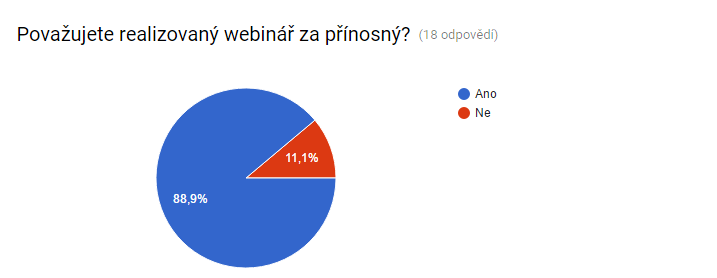 Považujete realizovaný webinář za přínosný? (18 odpovědí)
Ano
Ne
11,1%
88,9%